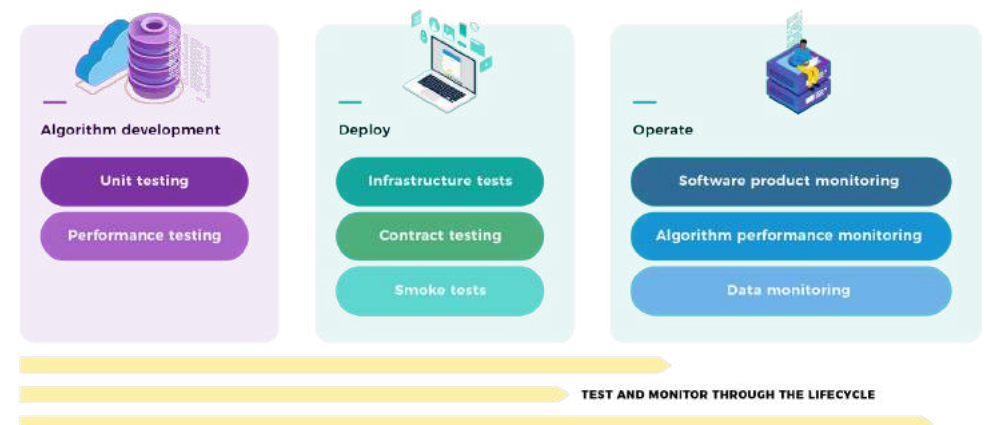 Algorithm development
Unit testing
Performance testing
Deploy
Infrastructure tests
Contract testing
Smoke tests
Operate
Software product monitoring
Algorithm performance monitoring
Data monitoring
TEST AND MONITOR THROUGH THE LIFECYCLE